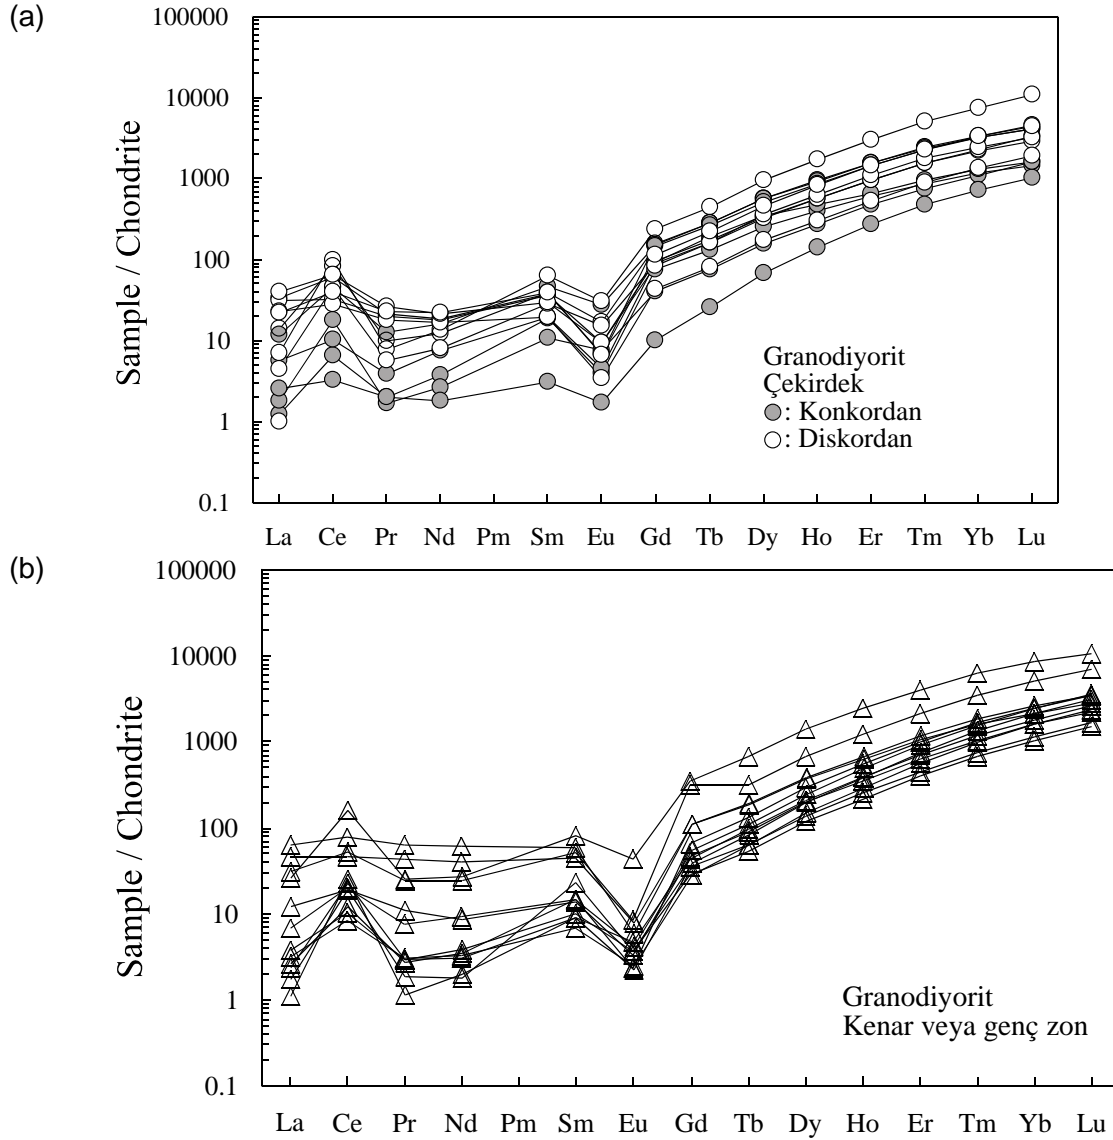 (a)
Sample / Chondrite
100000
10000
1000
100
10
1
0.1
Granodiyorit
Çekirdek
: Konkordan
: Diskordan
La Ce Pr Nd Pm Sm Eu Gd Tb Dy Ho Er Tm Yb Lu
(b)
Sample / Chondrite
100000
10000
1000
100
10
1
0.1
Granodiyorit
Kenar veya genç zon
La Ce Pr Nd Pm Sm Eu Gd Tb Dy Ho Er Tm Yb Lu